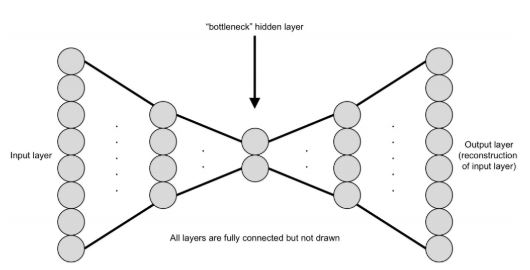 "bottleneck" hidden layer
Input layer
Output layer
(reconstruction
of input layer)
All layers are fully connected but not drawn